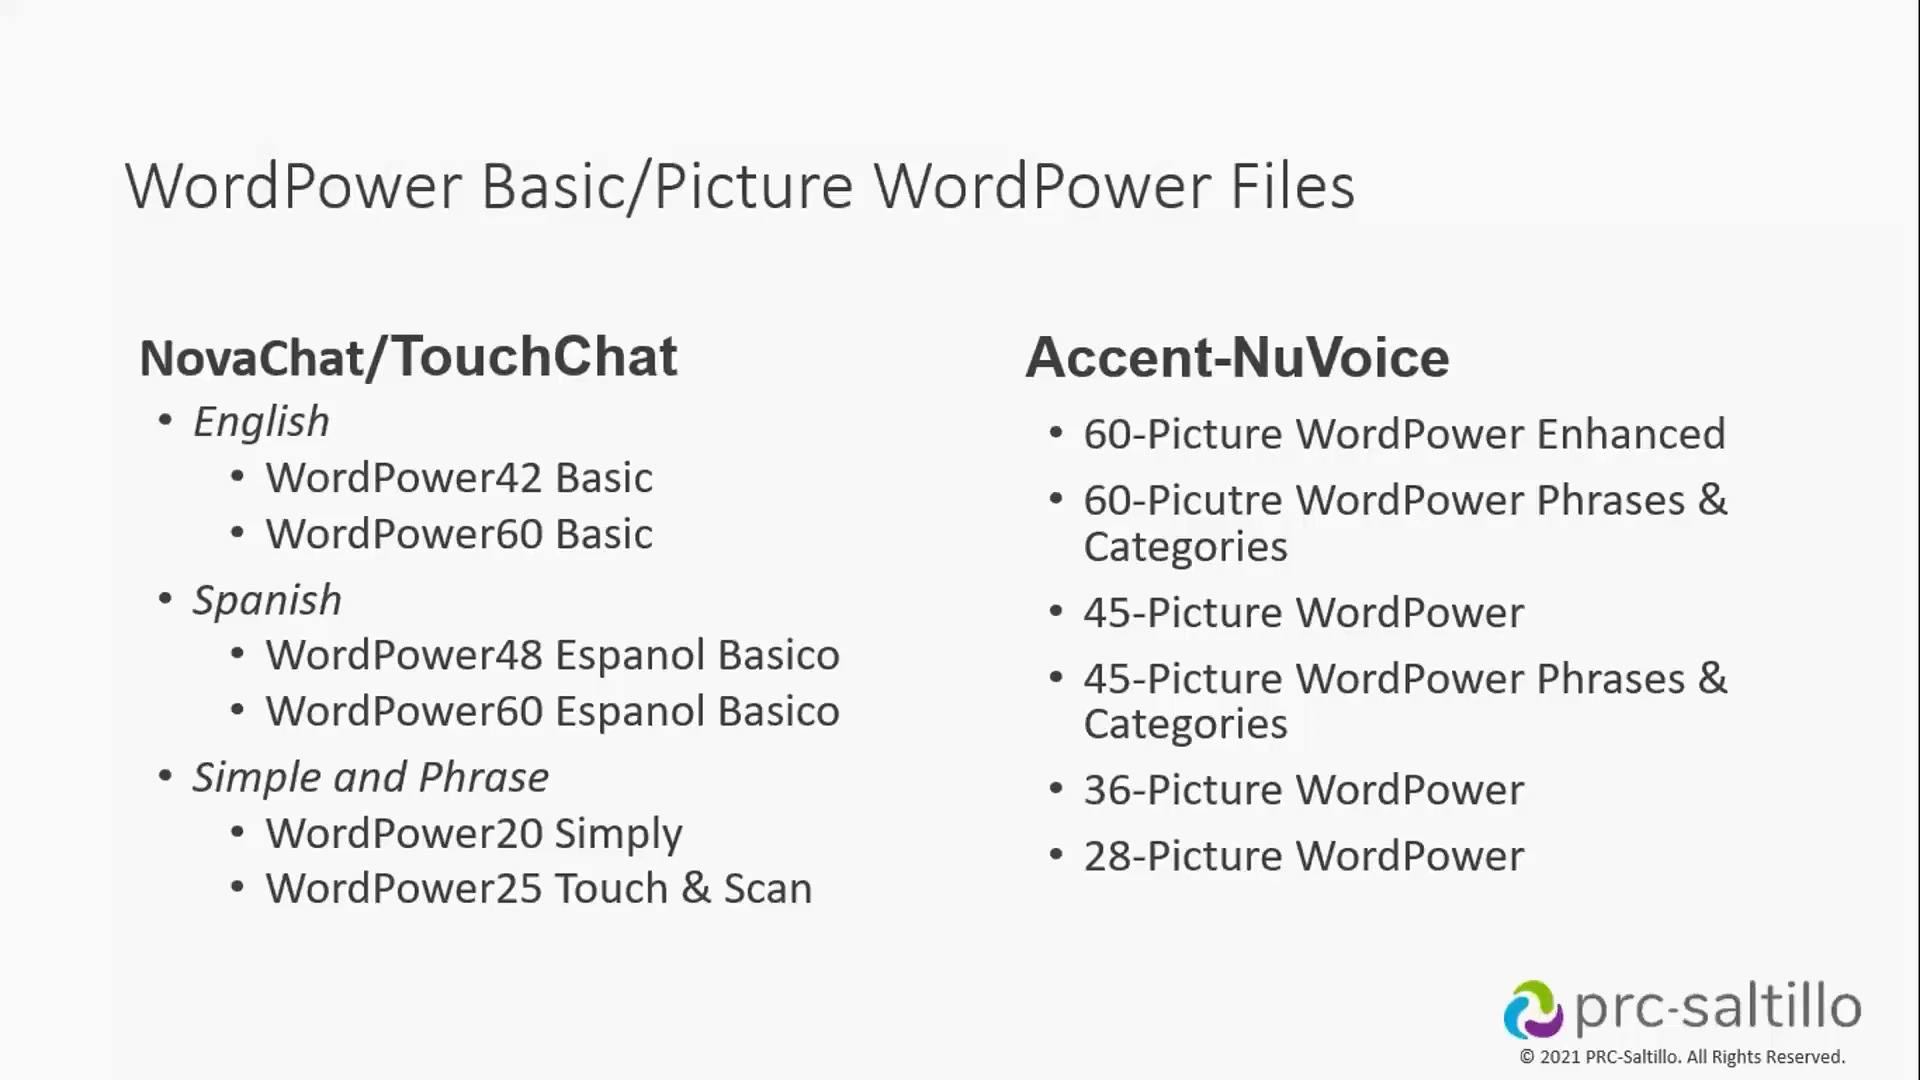 WordPower Basic/Picture WordPower Files
NovaChat/TouchChat
• English
• WordPower42 Basic
• WordPower60 Basic
• Spanish
• WordPower48 Espanol Basico
• WordPower60 Espanol Basico
• Simple and Phrase
• WordPower20 Simply
• WordPower25 Touch & Scan
Accent-NuVoice
• 60-Picture WordPower Enhanced
• 60-Picutre WordPower Phrases &
Categories
• 45-Picture WordPower
• 45-Picture WordPower Phrases &
Categories
• 36-Picture WordPower
• 28-Picture WordPower
prc-saltillo
© 2021 PRC-Saltillo. All Rights Reserved.